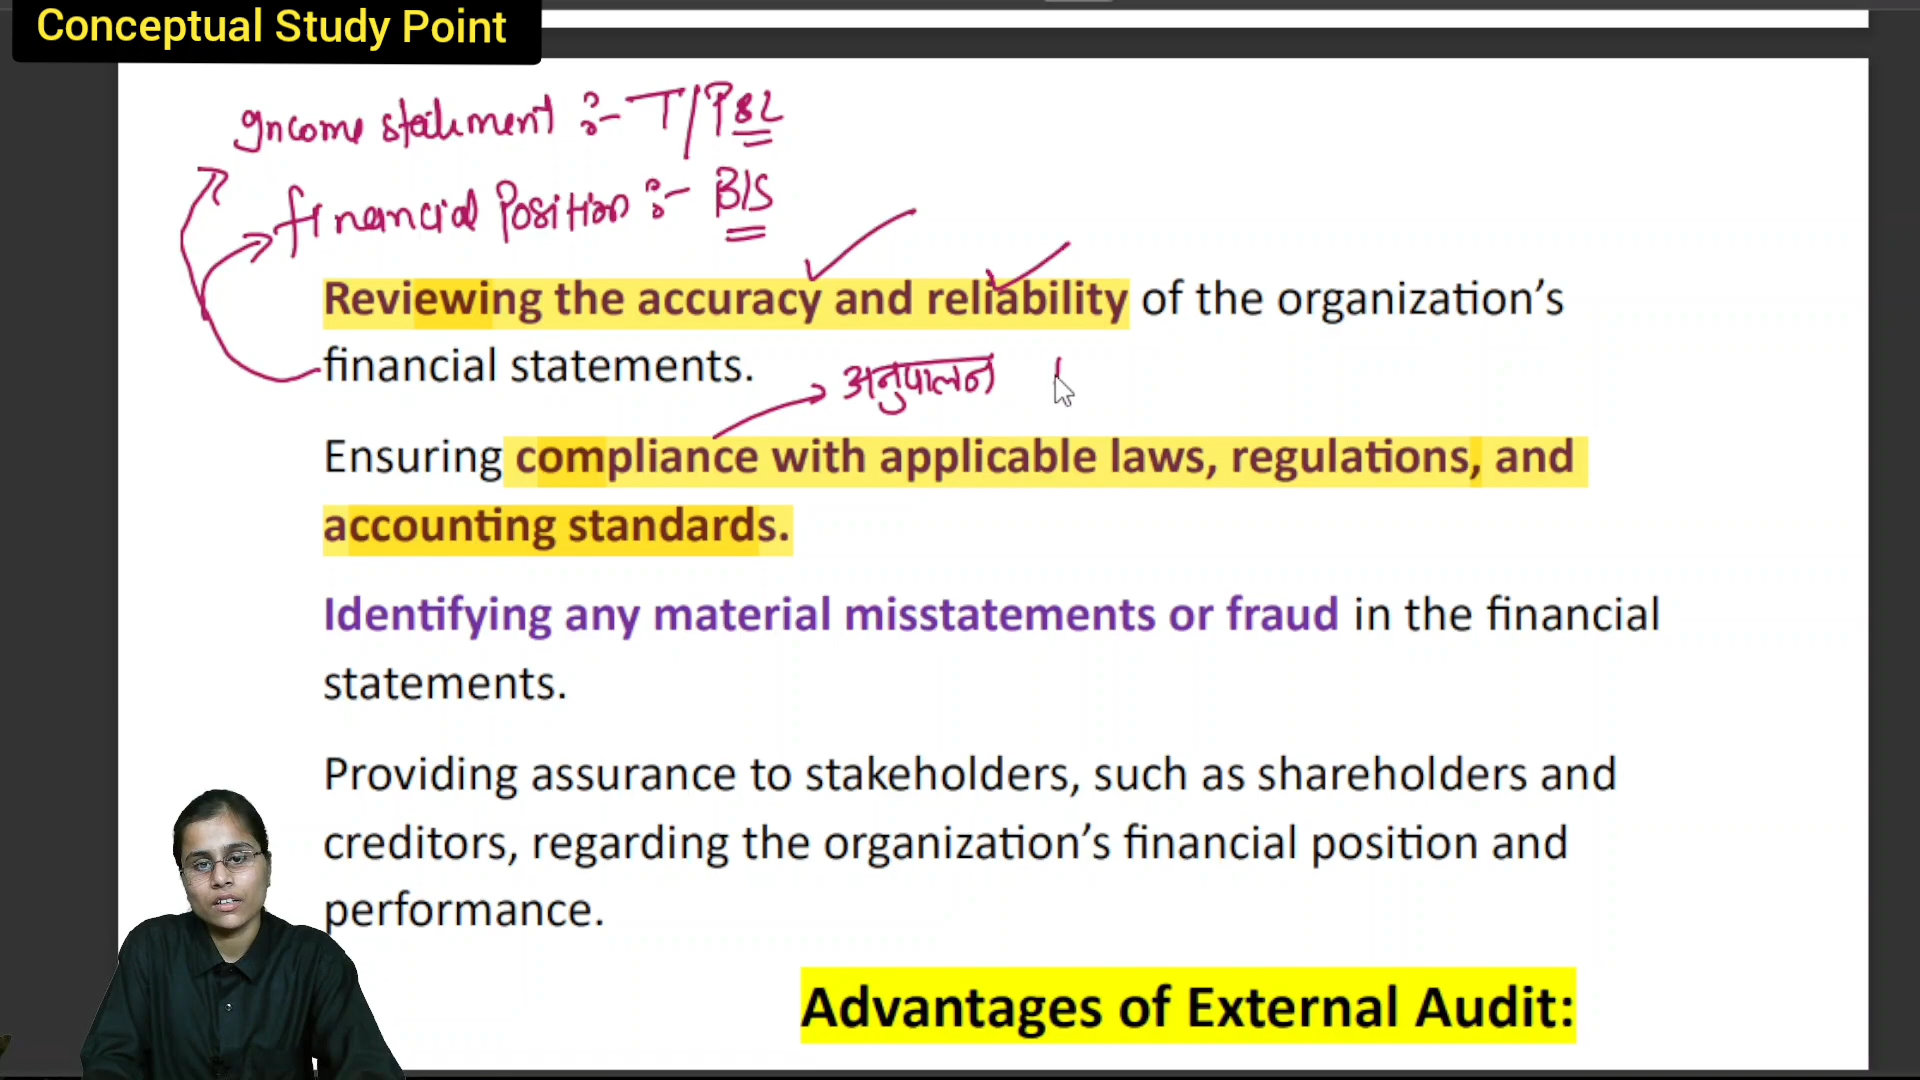 Conceptual Study Point
Income statement :- T/P&L
financial Position :- B/S
Reviewing the accuracy and reliability of the organization’s
financial statements.
अनुपालन
Ensuring compliance with applicable laws, regulations, and
accounting standards.
Identifying any material misstatements or fraud in the financial
statements.
Providing assurance to stakeholders, such as shareholders and
creditors, regarding the organization’s financial position and
performance.
Advantages of External Audit: